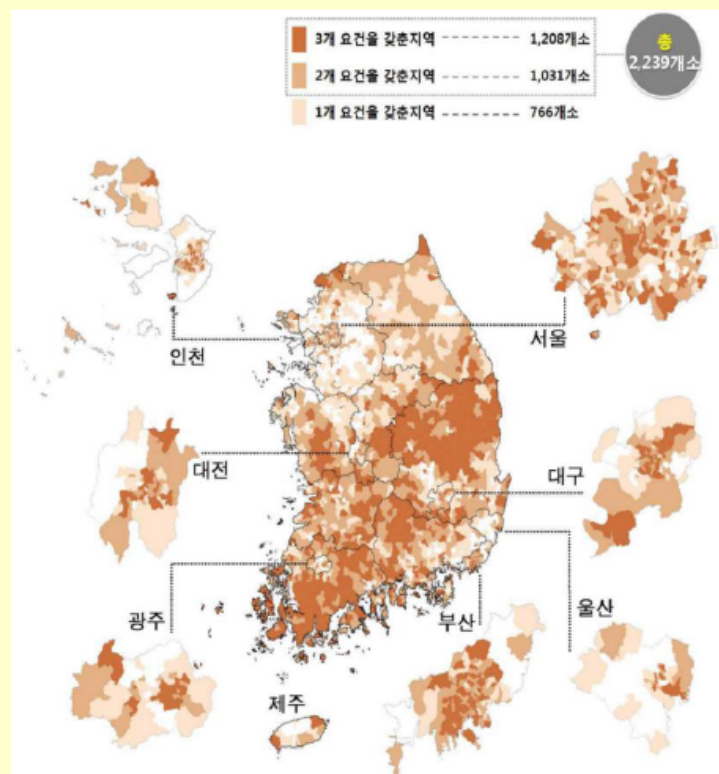 3개 요건을 갖춘지역 1,208개소
2개 요건을 갖춘지역 1,031개소
1개 요건을 갖춘지역 766개소
총
2,239개소
인천
서울
대전
대구
광주
부산
울산
제주